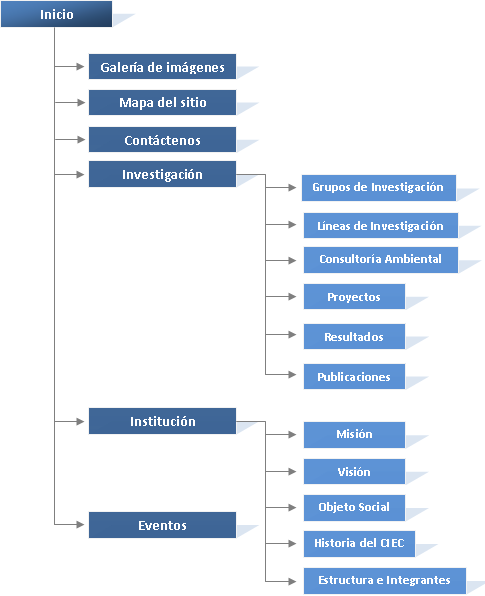 Inicio
Galería de imágenes
Mapa del sitio
Contáctenos
Investigación
Grupos de Investigación
Líneas de Investigación
Consultoría Ambiental
Proyectos
Resultados
Publicaciones
Institución
Misión
Visión
Objeto Social
Historia del CIEC
Estructura e Integrantes
Eventos